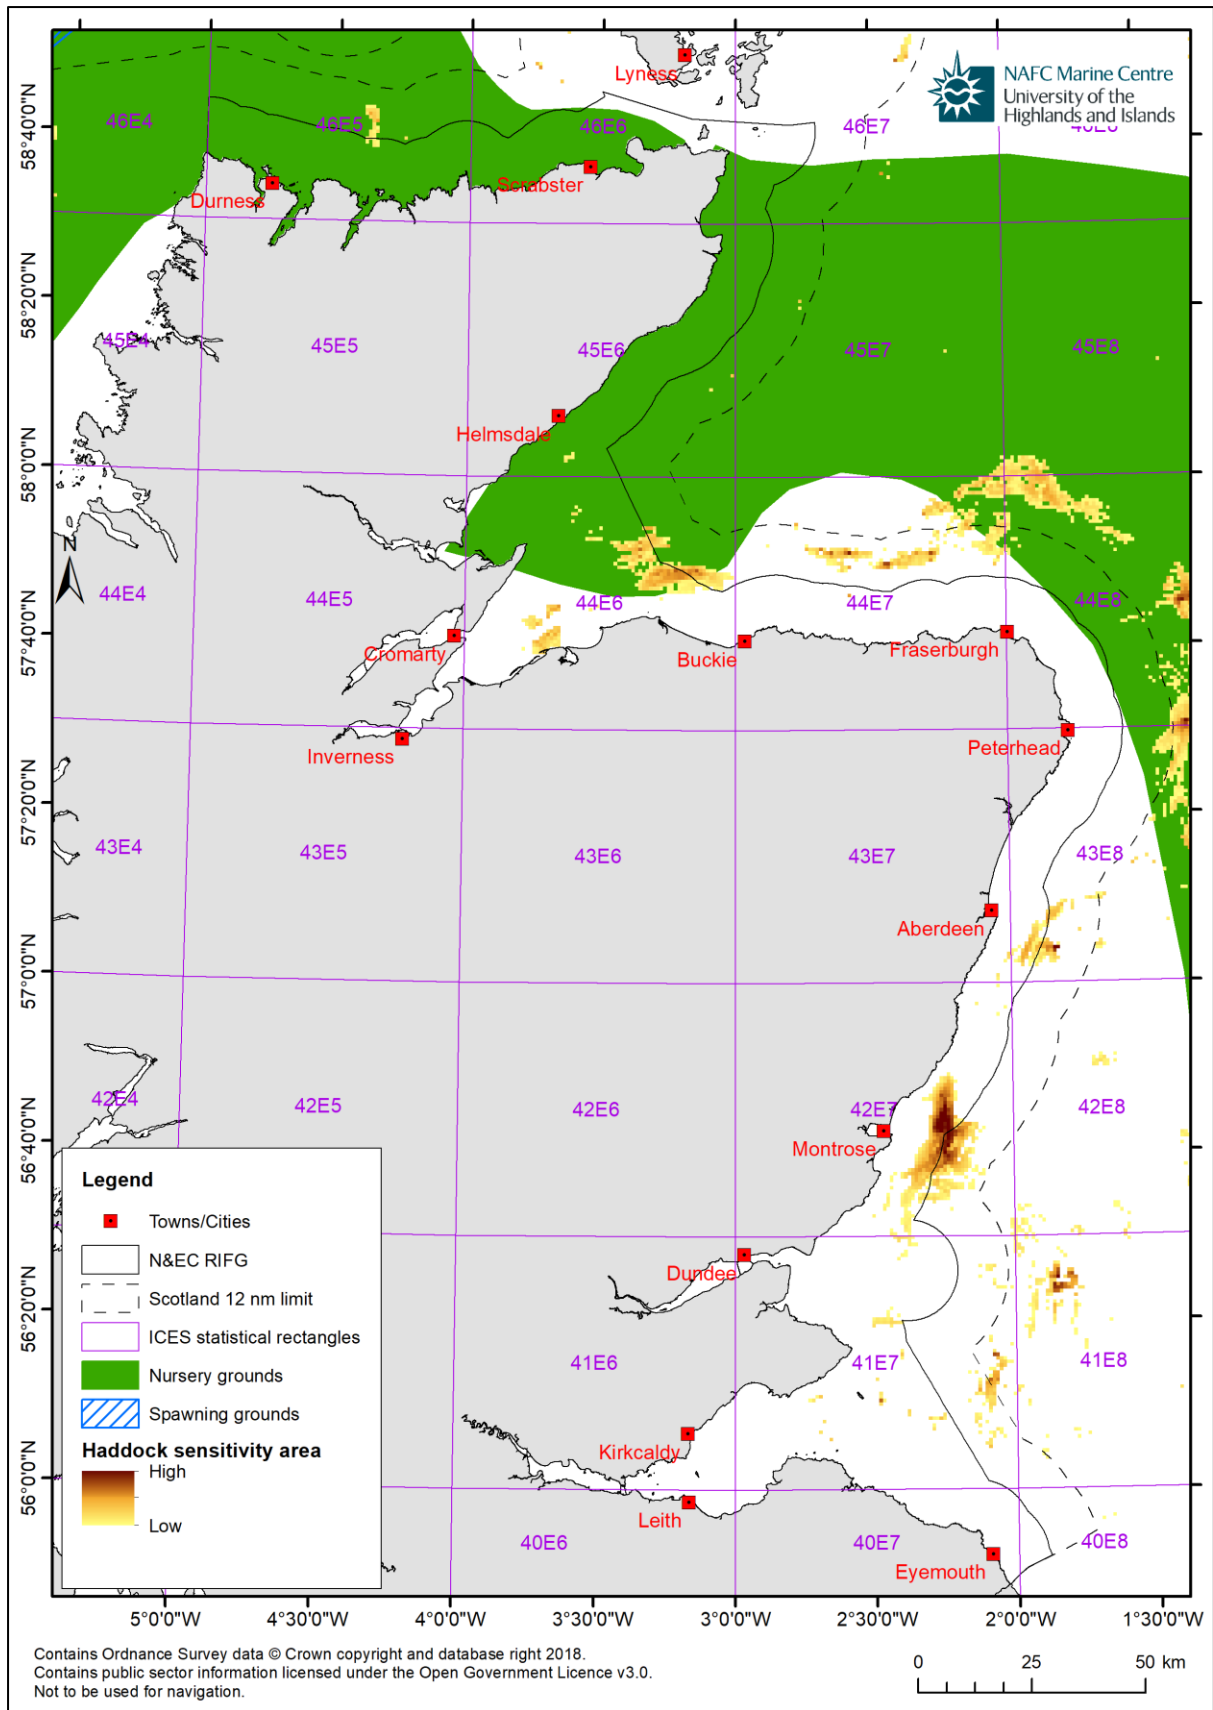 NAFC Marine Centre
University of the
Highlands and Islands
Lyness
46E4
46E5
46E6
46E7
Scrabster
Durness
45E4
45E5
45E6
45E7
45E8
Helmsdale
N
44E4
44E5
44E6
44E7
44E8
Cromarty
Buckie
Fraserburgh
Inverness
Peterhead
43E4
43E5
43E6
43E7
43E8
Aberdeen
42E4
42E5
42E6
42E7
42E8
Montrose
Dundee
41E6
41E7
41E8
Kirkcaldy
Leith
40E6
40E7
40E8
Eyemouth
58°40'0"N
58°20'0"N
58°0'0"N
57°40'0"N
57°20'0"N
57°0'0"N
56°40'0"N
56°20'0"N
56°0'0"N
Legend
Towns/Cities
N&EC RIFG
Scotland 12 nm limit
ICES statistical rectangles
Nursery grounds
Spawning grounds
Haddock sensitivity area
High
Low
5°0'0"W
4°30'0"W
4°0'0"W
3°30'0"W
3°0'0"W
2°30'0"W
2°0'0"W
1°30'0"W
Contains Ordnance Survey data © Crown copyright and database right 2018.
Contains public sector information licensed under the Open Government Licence v3.0.
Not to be used for navigation.
0 25 50 km